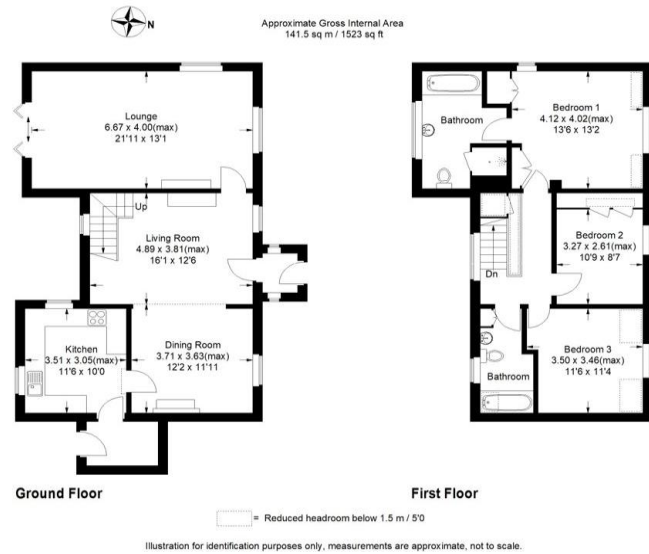 N
Approximate Gross Internal Area
141.5 sq m / 1523 sq ft
Lounge
6.67 x 4.00(max)
21'11 x 13'1
Up
Living Room
4.89 x 3.81(max)
16'1 x 12'6
Kitchen
3.51 x 3.05(max)
11'6 x 10'0
Dining Room
3.71 x 3.63(max)
12'2 x 11'11
Ground Floor
Bathroom
Bedroom 1
4.12 x 4.02(max)
13'6 x 13'2
Bedroom 2
3.27 x 2.61(max)
10'9 x 8'7
Dn
Bedroom 3
3.50 x 3.46(max)
11'6 x 11'4
Bathroom
First Floor
= Reduced headroom below 1.5 m / 5'0
Illustration for identification purposes only, measurements are approximate, not to scale.